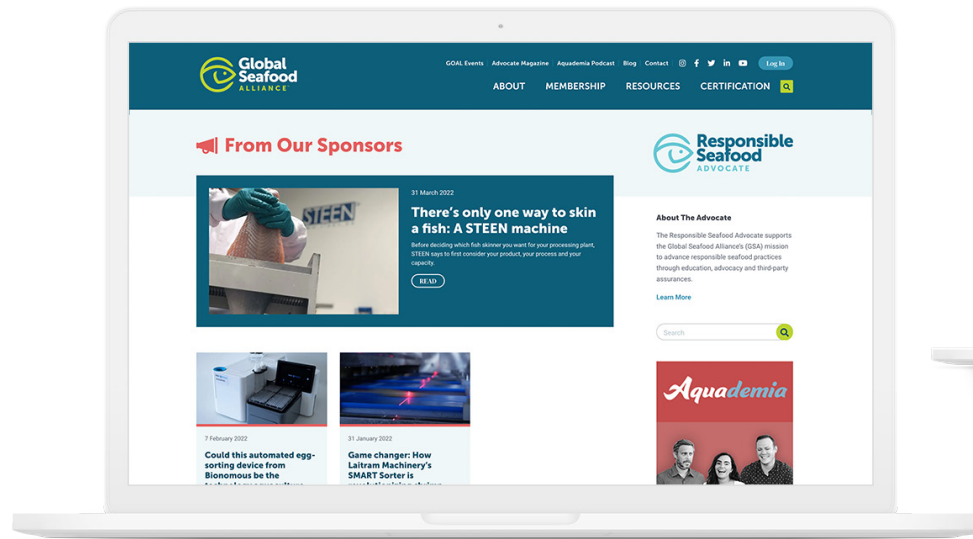 Global
Seafood
ALLIANCE
GOAL Events Advocate Magazine Aquademia Podcast Blog Contact Log In
ABOUT MEMBERSHIP RESOURCES CERTIFICATION
From Our Sponsors
Responsible
Seafood
ADVOCATE
STEEN
31 March 2022
There's only one way to skin
a fish: A STEEN machine
Before deciding which fish skinner you want for your processing plant,
STEEN says to first consider your product, your process and your
capacity.
READ
About The Advocate
The Responsible Seafood Advocate supports
the Global Seafood Alliance's (GSA) mission
to advance responsible seafood practices
through education, advocacy and third-party
assurances.
Learn More
Search
7 February 2022
Could this automated egg-
sorting device from
Bionomous be the
31 January 2022
Game changer: How
Laitram Machinery's
SMART Sorter is
Aquademia